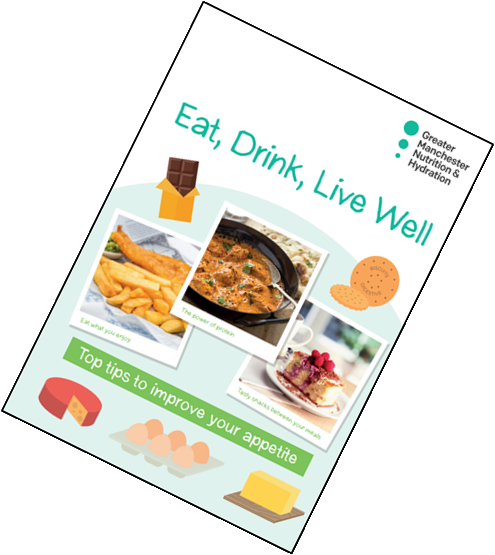 Greater
Manchester
Nutrition &
Hydration
Eat, Drink, Live Well
Eat what you enjoy
The power of protein
Tasty snacks between your meals
Top tips to improve your appetite